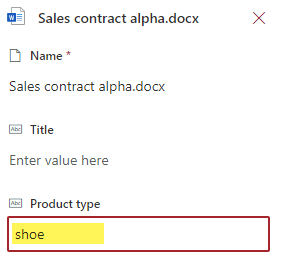 Sales contract alpha.docx
Name *
Sales contract alpha.docx
Abc Title
Enter value here
Abc Product type
shoe